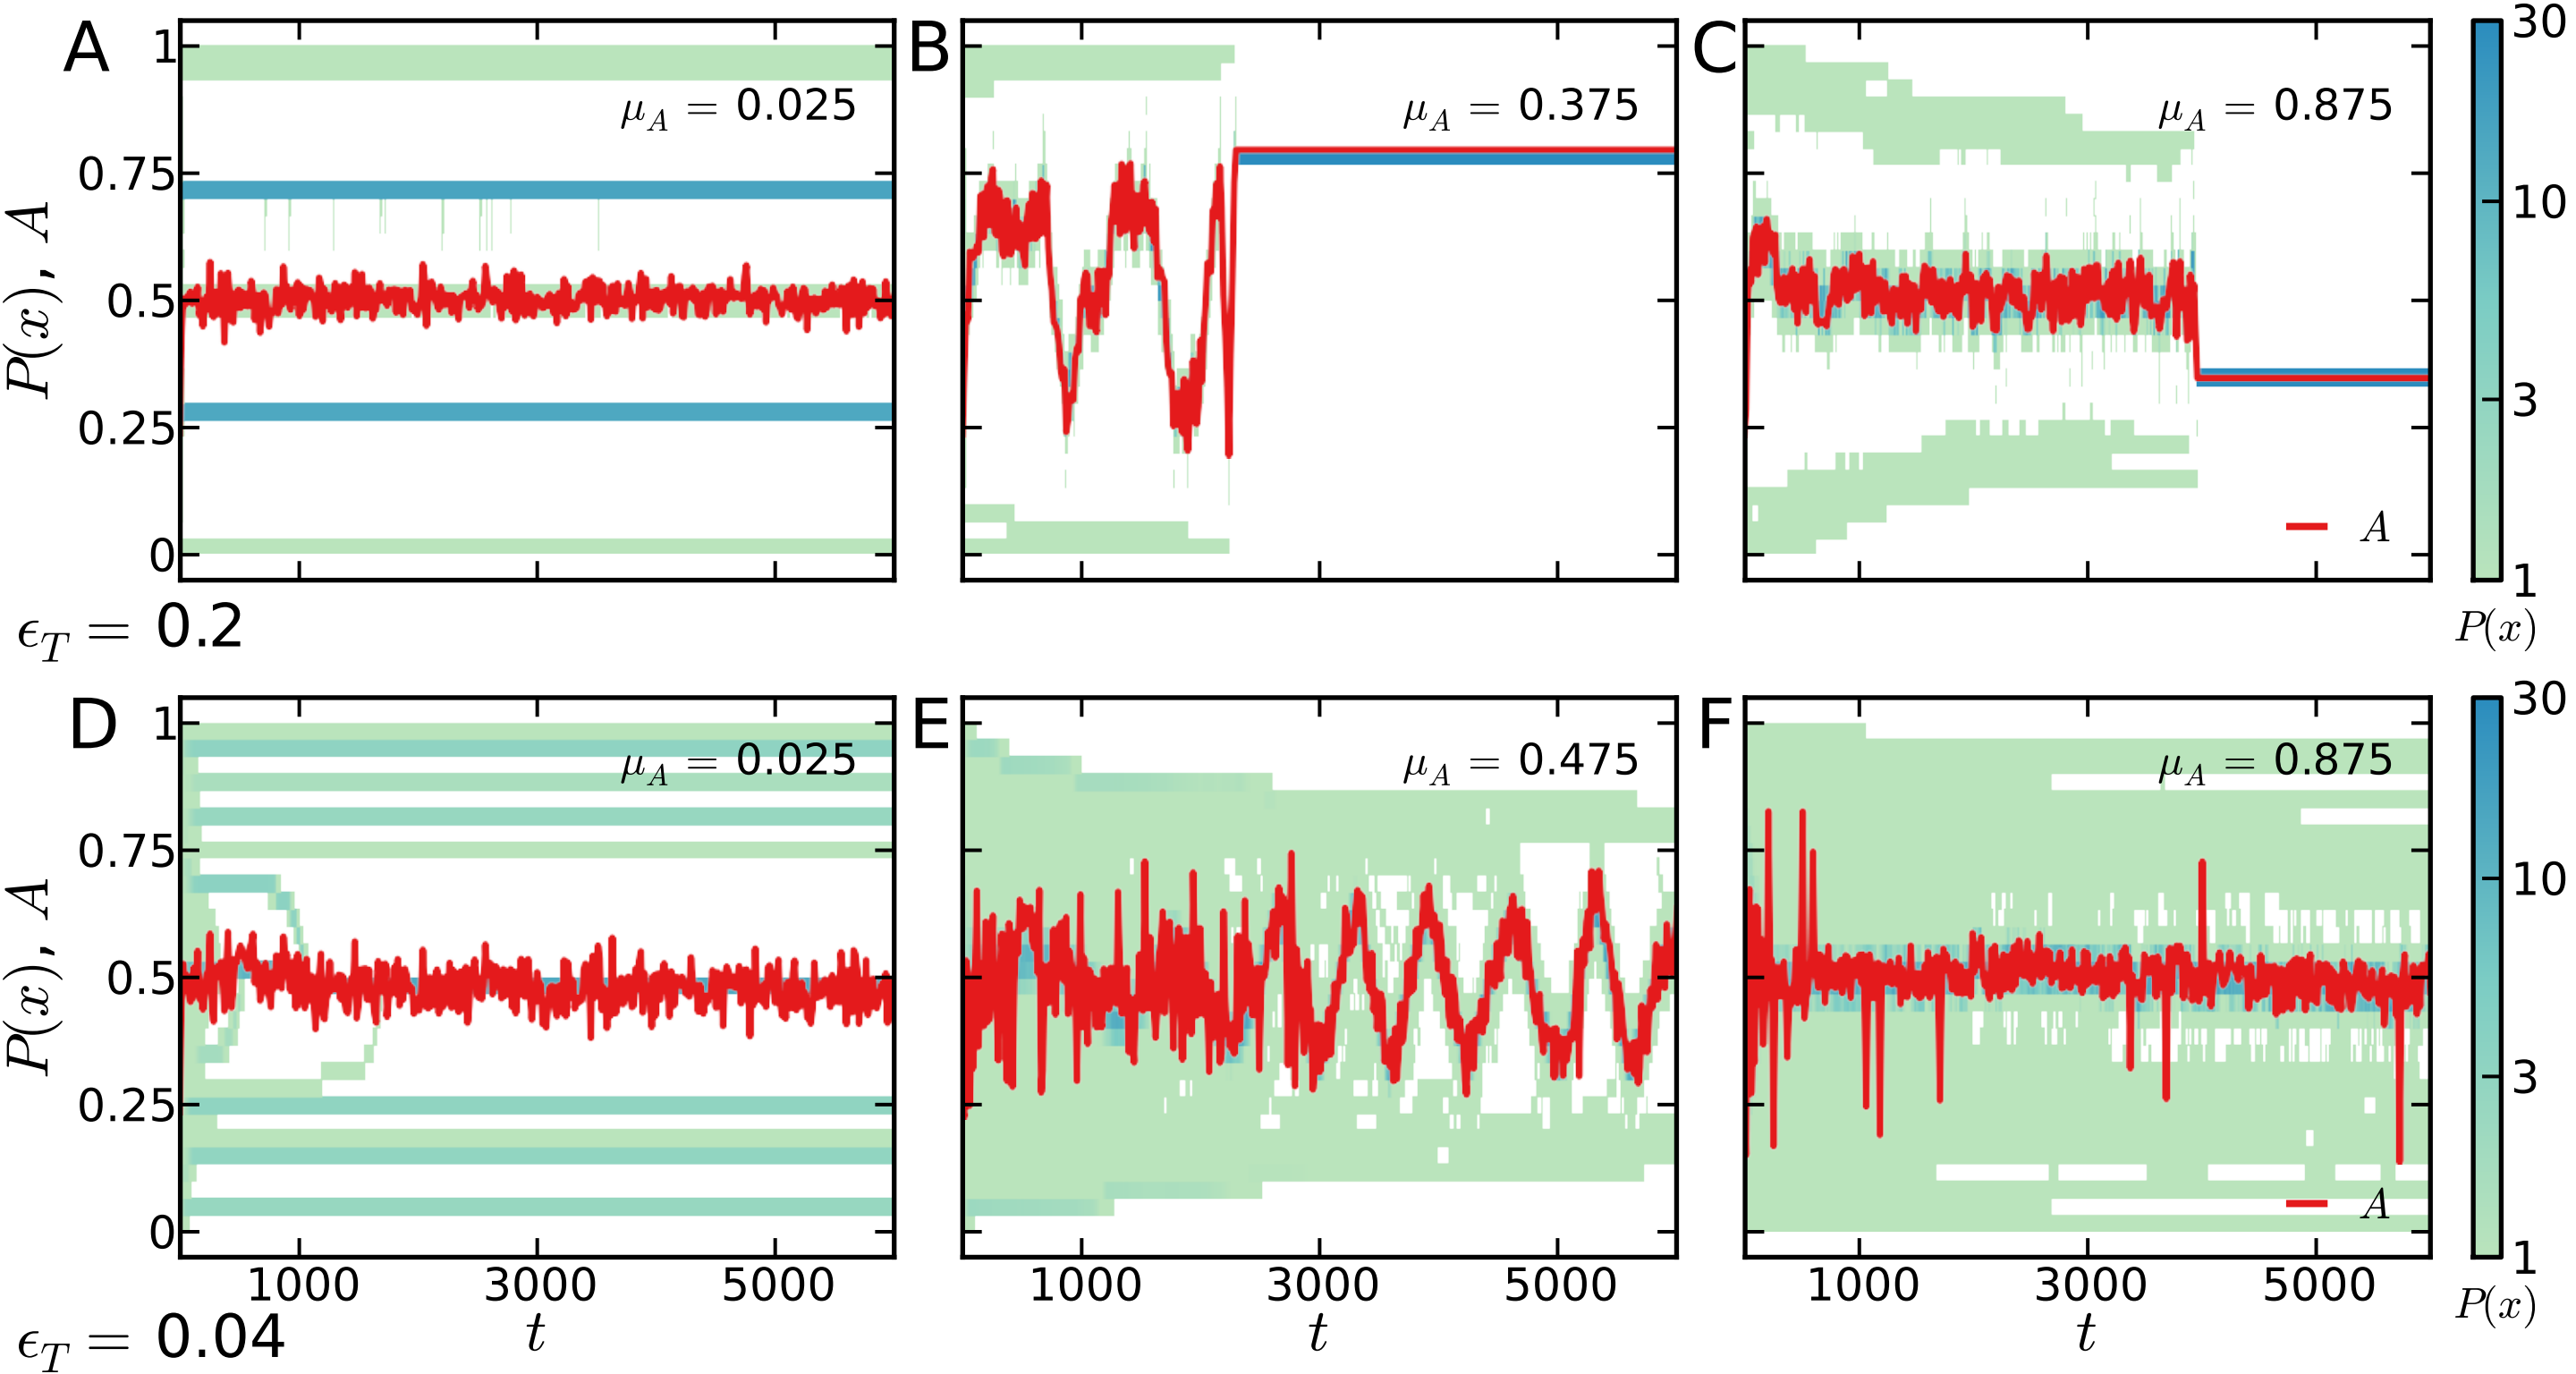 A
B
C
μ_A = 0.025
μ_A = 0.375
μ_A = 0.875
1
0.75
0.5
0.25
0
P(x), A
A
30
10
3
1
P(x)
ϵ_T = 0.2
D
E
F
μ_A = 0.025
μ_A = 0.475
μ_A = 0.875
1
0.75
0.5
0.25
0
P(x), A
A
30
10
3
1
P(x)
1000 3000 5000
1000 3000 5000
1000 3000 5000
t
t
t
ϵ_T = 0.04